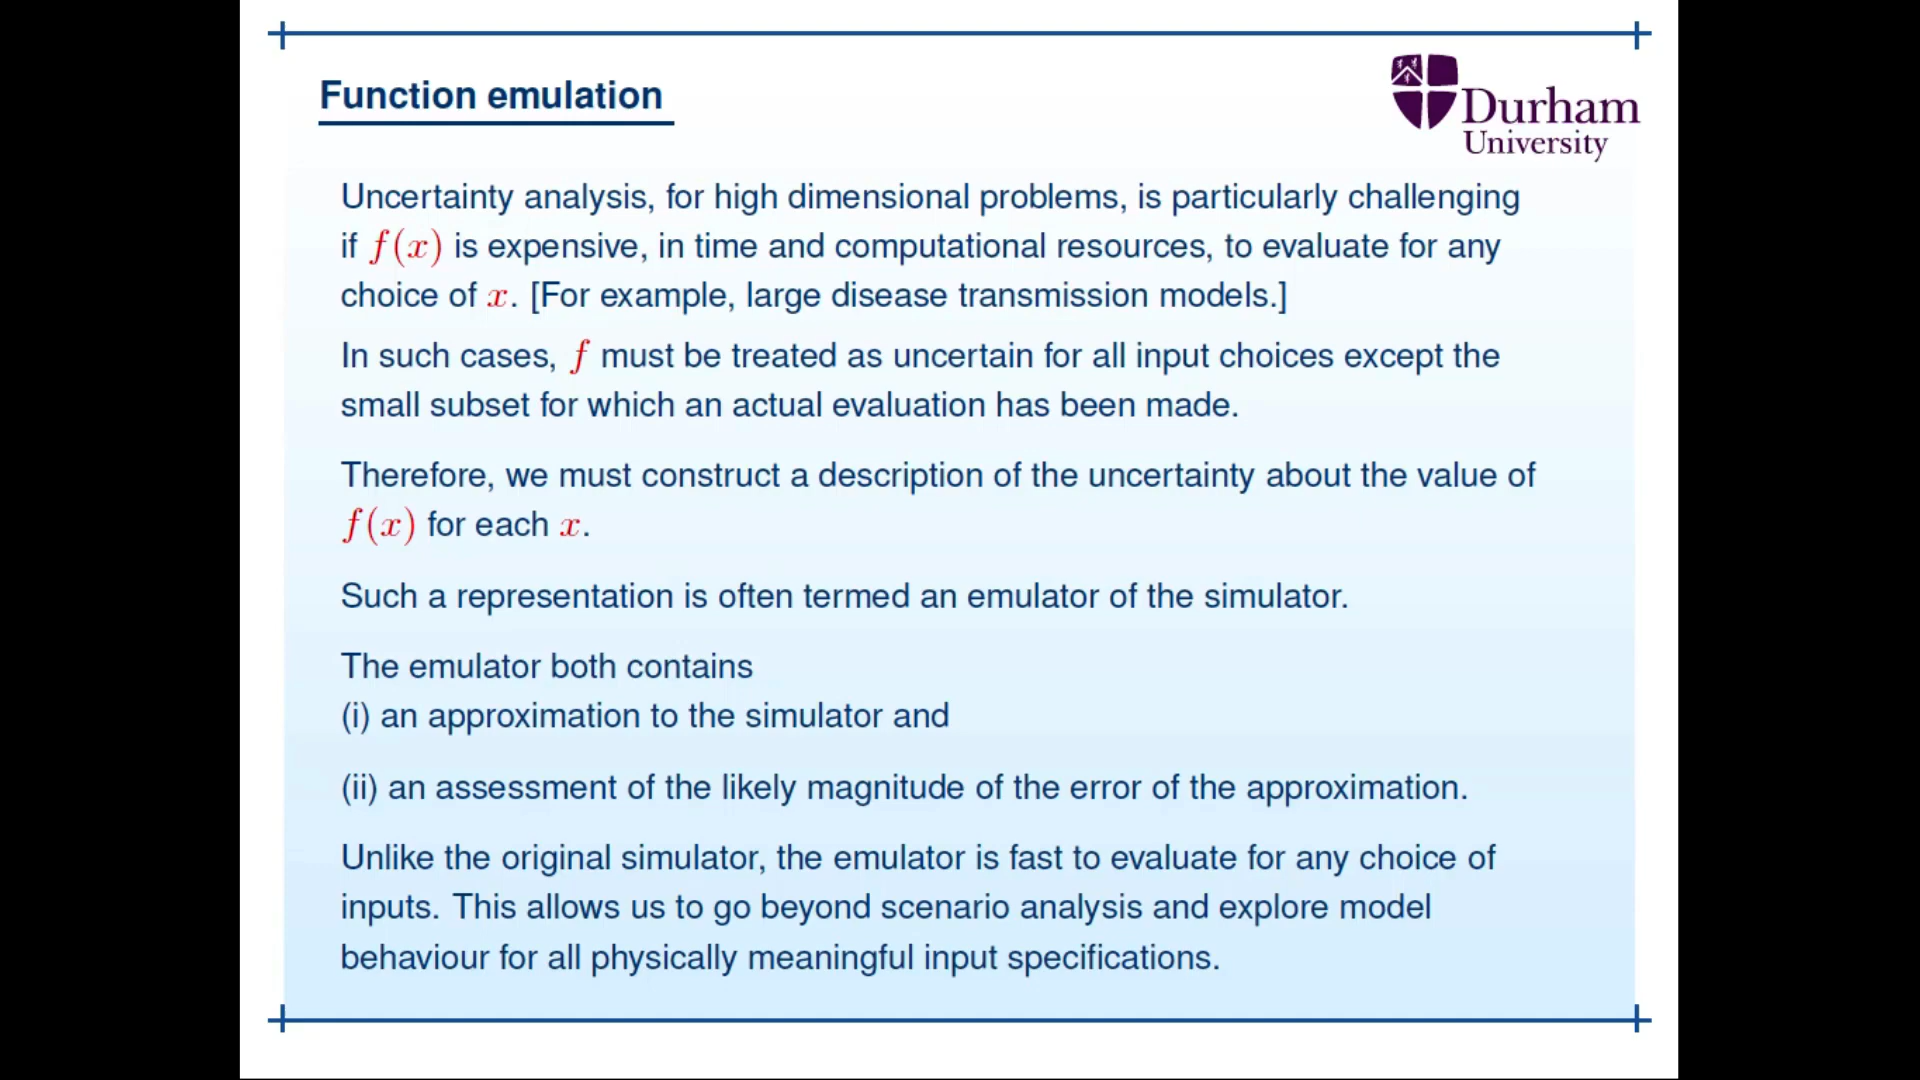 Function emulation
Durham
University
Uncertainty analysis, for high dimensional problems, is particularly challenging
if f(x) is expensive, in time and computational resources, to evaluate for any
choice of x. [For example, large disease transmission models.]
In such cases, f must be treated as uncertain for all input choices except the
small subset for which an actual evaluation has been made.
Therefore, we must construct a description of the uncertainty about the value of
f(x) for each x.
Such a representation is often termed an emulator of the simulator.
The emulator both contains
(i) an approximation to the simulator and
(ii) an assessment of the likely magnitude of the error of the approximation.
Unlike the original simulator, the emulator is fast to evaluate for any choice of
inputs. This allows us to go beyond scenario analysis and explore model
behaviour for all physically meaningful input specifications.